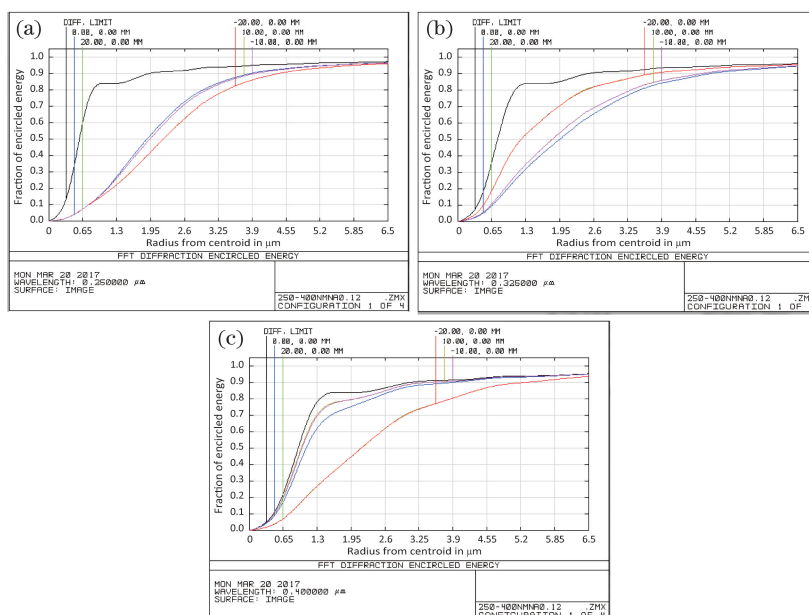 (a)
DIFF. LIMIT
0.00, 0.00 MM
20.00, 0.00 MM
-20.00, 0.00 MM
10.00, 0.00 MM
-10.00, 0.00 MM
Fraction of encircled energy
1.0
0.9
0.8
0.7
0.6
0.5
0.4
0.3
0.2
0.1
0.0
0 0.65 1.3 1.95 2.6 3.25 3.9 4.55 5.2 5.85 6.5
Radius from centroid in μm
FFT DIFFRACTION ENCIRCLED ENERGY
MON MAR 20 2017
WAVELENGTH: 0.250000 μm
SURFACE: IMAGE
250-400NMNA0.12 .ZMX
CONFIGURATION 1 OF 4
(b)
DIFF. LIMIT
0.00, 0.00 MM
20.00, 0.00 MM
-20.00, 0.00 MM
10.00, 0.00 MM
-10.00, 0.00 MM
Fraction of encircled energy
1.0
0.9
0.8
0.7
0.6
0.5
0.4
0.3
0.2
0.1
0.0
0 0.65 1.3 1.95 2.6 3.25 3.9 4.55 5.2 5.85 6.5
Radius from centroid in μm
FFT DIFFRACTION ENCIRCLED ENERGY
MON MAR 20 2017
WAVELENGTH: 0.325000 μm
SURFACE: IMAGE
250-400NMNA0.12 .ZMX
CONFIGURATION 1 OF
(c)
DIFF. LIMIT
0.00, 0.00 MM
20.00, 0.00 MM
-20.00, 0.00 MM
10.00, 0.00 MM
-10.00, 0.00 MM
Fraction of encircled energy
1.0
0.9
0.8
0.7
0.6
0.5
0.4
0.3
0.2
0.1
0.0
0 0.65 1.3 1.95 2.6 3.25 3.9 4.55 5.2 5.85 6.5
Radius from centroid in μm
FFT DIFFRACTION ENCIRCLED ENERGY
MON MAR 20 2017
WAVELENGTH: 0.400000 μm
SURFACE: IMAGE
250-400NMNA0.12 .ZMX
CONFIGURATION 1 OF 4